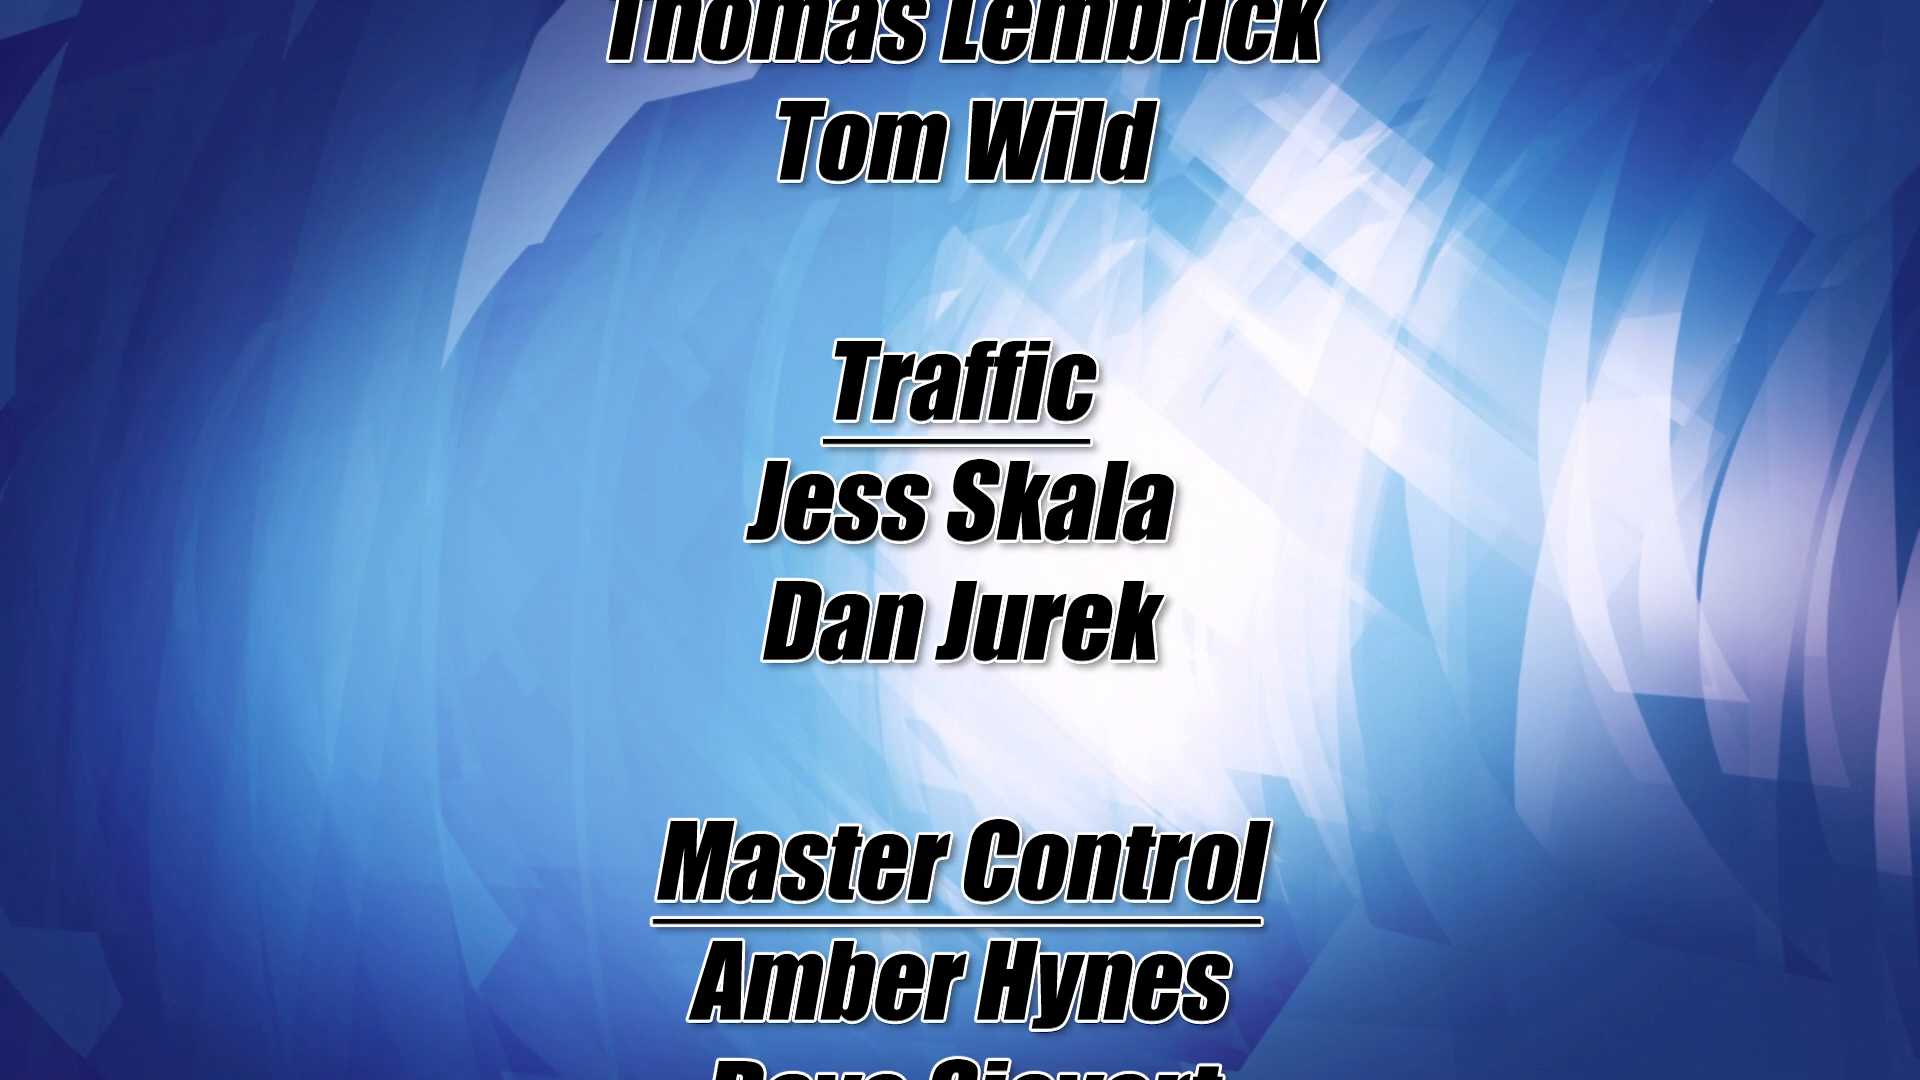 Thomas Lembrick
Tom Wild
Traffic
Jess Skala
Dan Jurek
Master Control
Amber Hynes